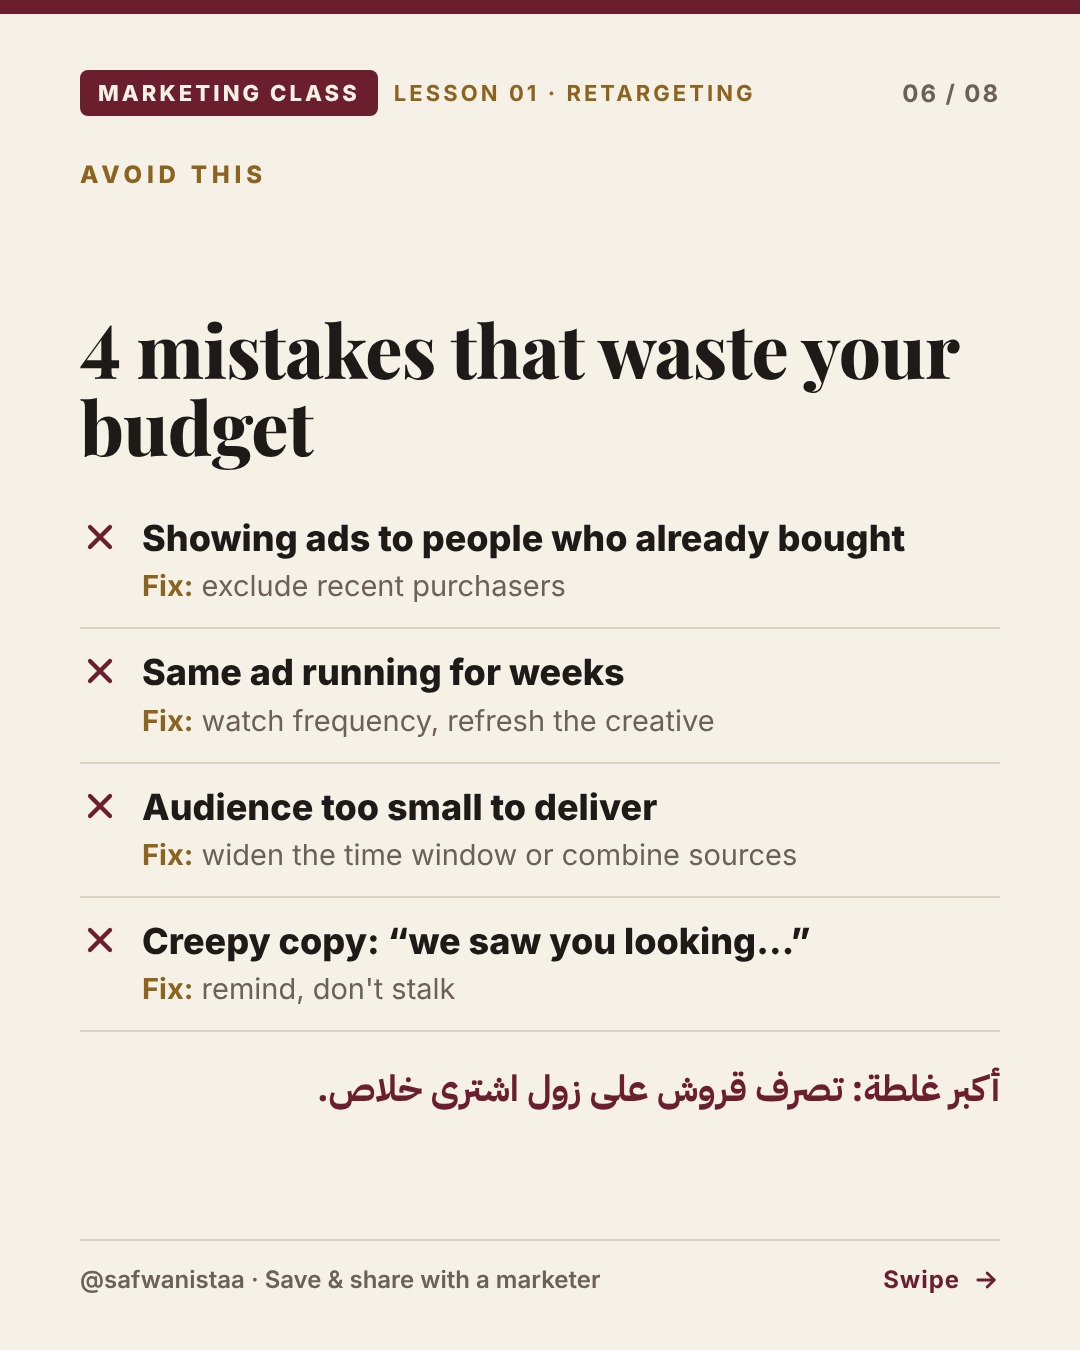 MARKETING CLASS LESSON 01 · RETARGETING 06 / 08
AVOID THIS
4 mistakes that waste your
budget
✕ Showing ads to people who already bought
Fix: exclude recent purchasers
✕ Same ad running for weeks
Fix: watch frequency, refresh the creative
✕ Audience too small to deliver
Fix: widen the time window or combine sources
✕ Creepy copy: “we saw you looking…”
Fix: remind, don't stalk
أكبر غلطة: تصرف قروش على زول اشترى خلاص.
@safwanistaa · Save & share with a marketer Swipe →